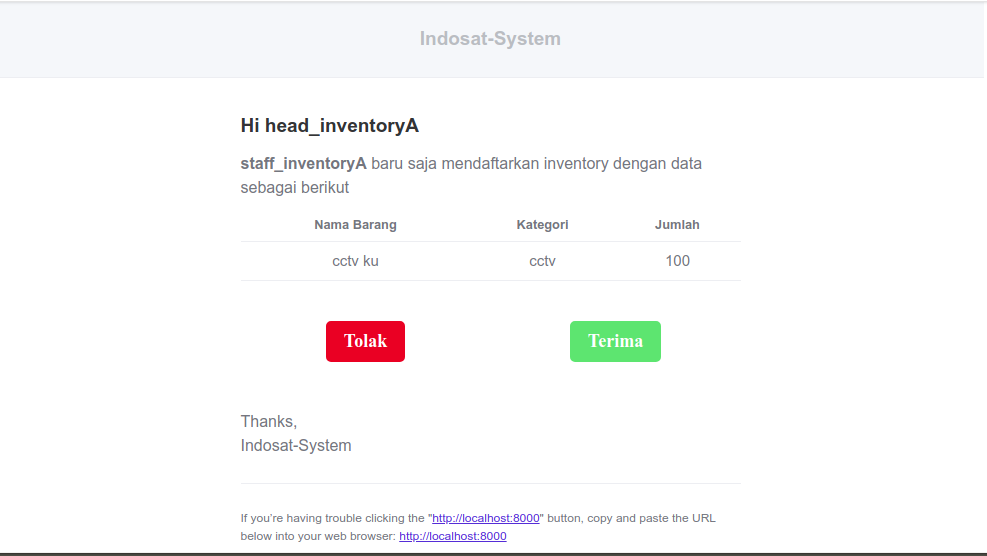 Indosat-System
Hi head_inventoryA
staff_inventoryA baru saja mendaftarkan inventory dengan data
sebagai berikut
Nama Barang Kategori Jumlah
cctv ku cctv 100
Tolak Terima
Thanks,
Indosat-System
If you’re having trouble clicking the "http://localhost:8000" button, copy and paste the URL
below into your web browser: http://localhost:8000